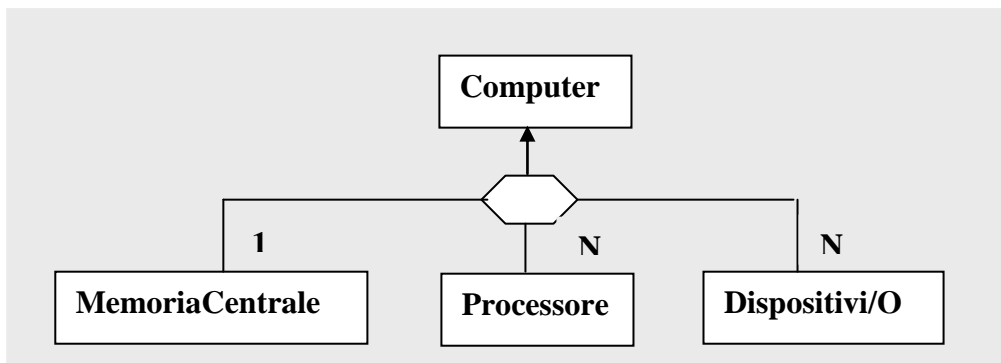 Computer
1
N
N
MemoriaCentrale
Processore
Dispositivi/O